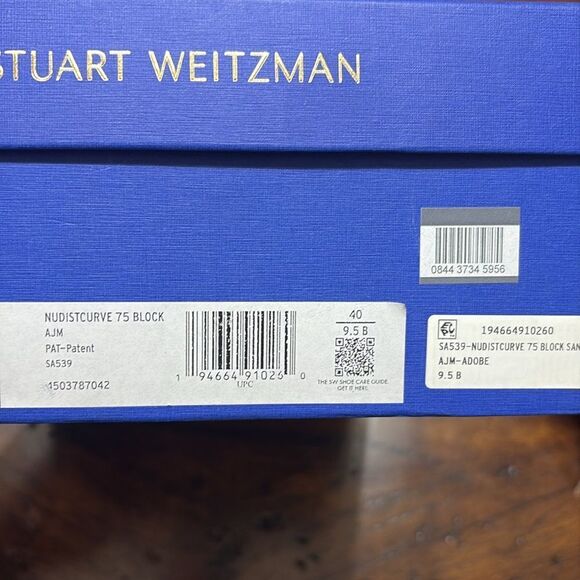 STUART WEITZMAN
0844 3734 5956
NUDISTCURVE 75 BLOCK
AJM
PAT-Patent
SA539
4503787042
1 94664 91026 0
UPC
40
9.5 B
THE SW SHOE CARE GUIDE.
GET IT HERE.
194664910260
SA539-NUDISTCURVE 75 BLOCK SAN
AJM-ADOBE
9.5 B